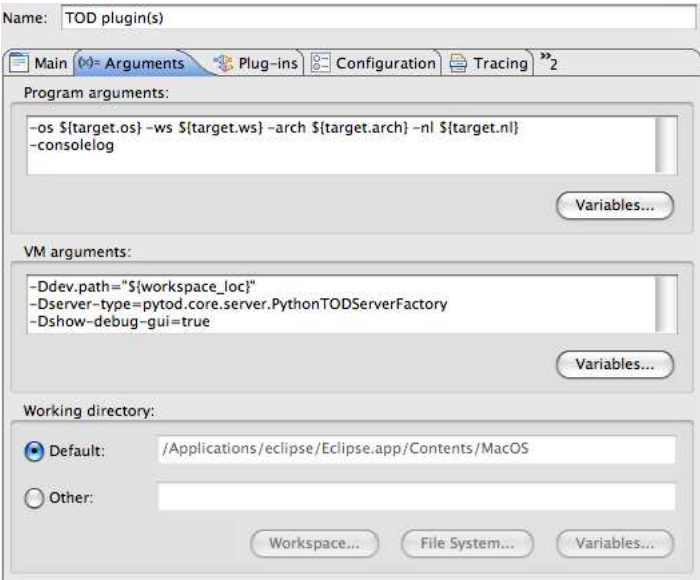 Name: TOD plugin(s)
Main (x)= Arguments Plug-ins Configuration Tracing »2
Program arguments:
-os ${target.os} -ws ${target.ws} -arch ${target.arch} -nl ${target.nl}
-consolelog
Variables...
VM arguments:
-Ddev.path="${workspace_loc}"
-Dserver-type=pytod.core.server.PythonTODServerFactory
-Dshow-debug-gui=true
Variables...
Working directory:
Default: /Applications/eclipse/Eclipse.app/Contents/MacOS
Other:
Workspace... File System... Variables...